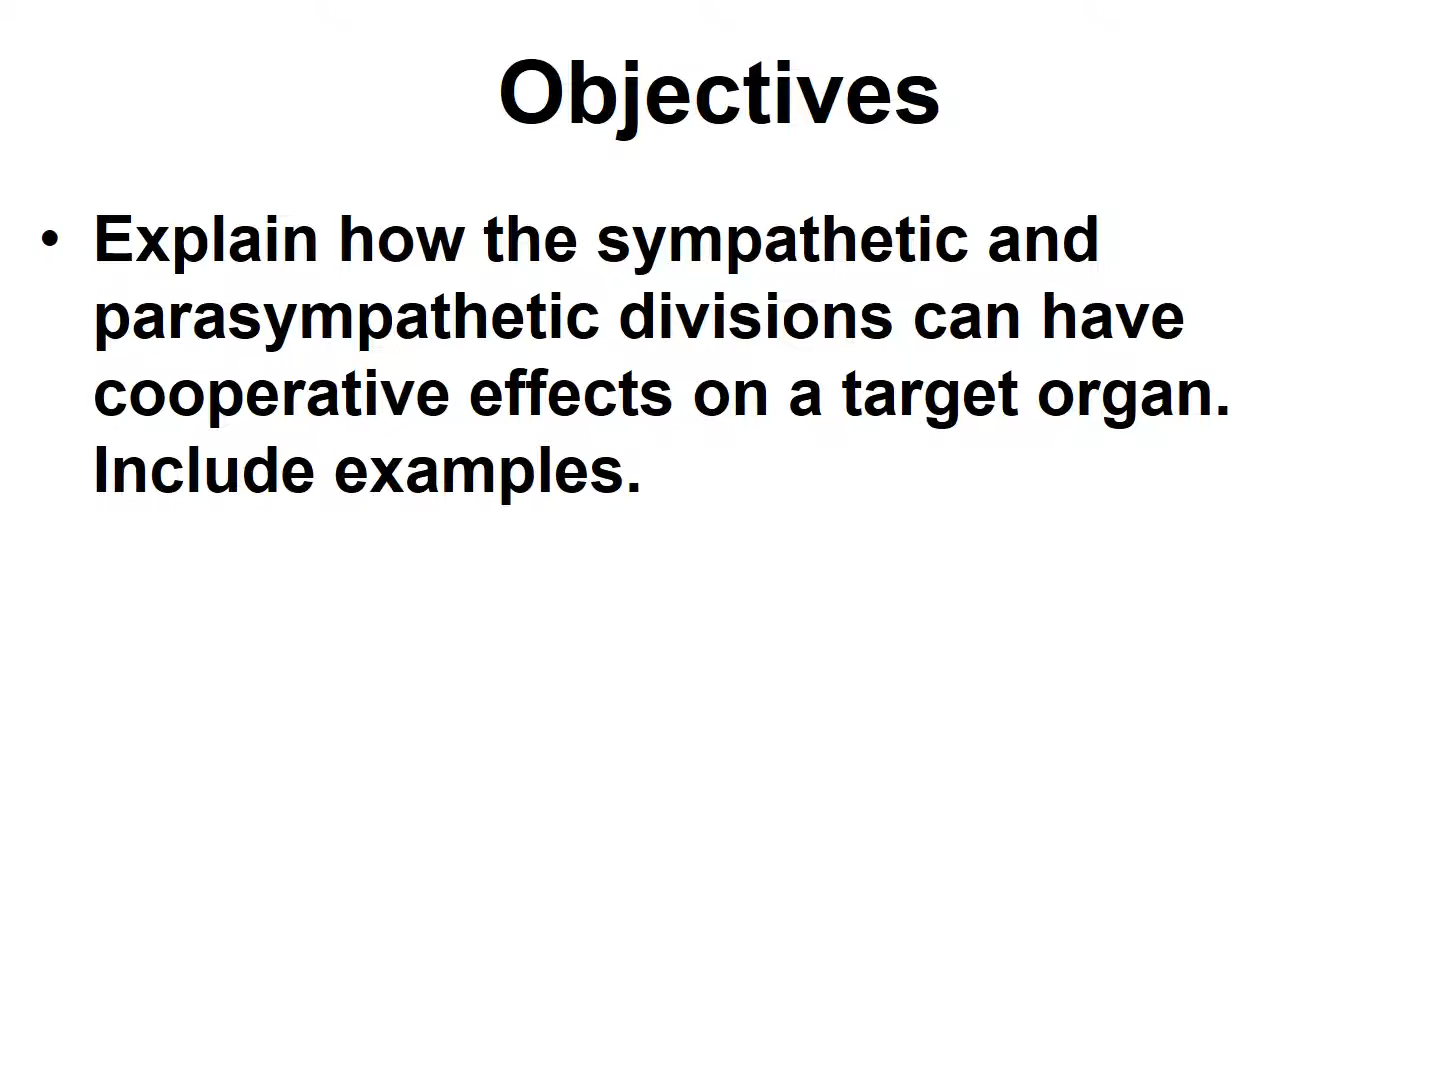 Objectives
• Explain how the sympathetic and
parasympathetic divisions can have
cooperative effects on a target organ.
Include examples.